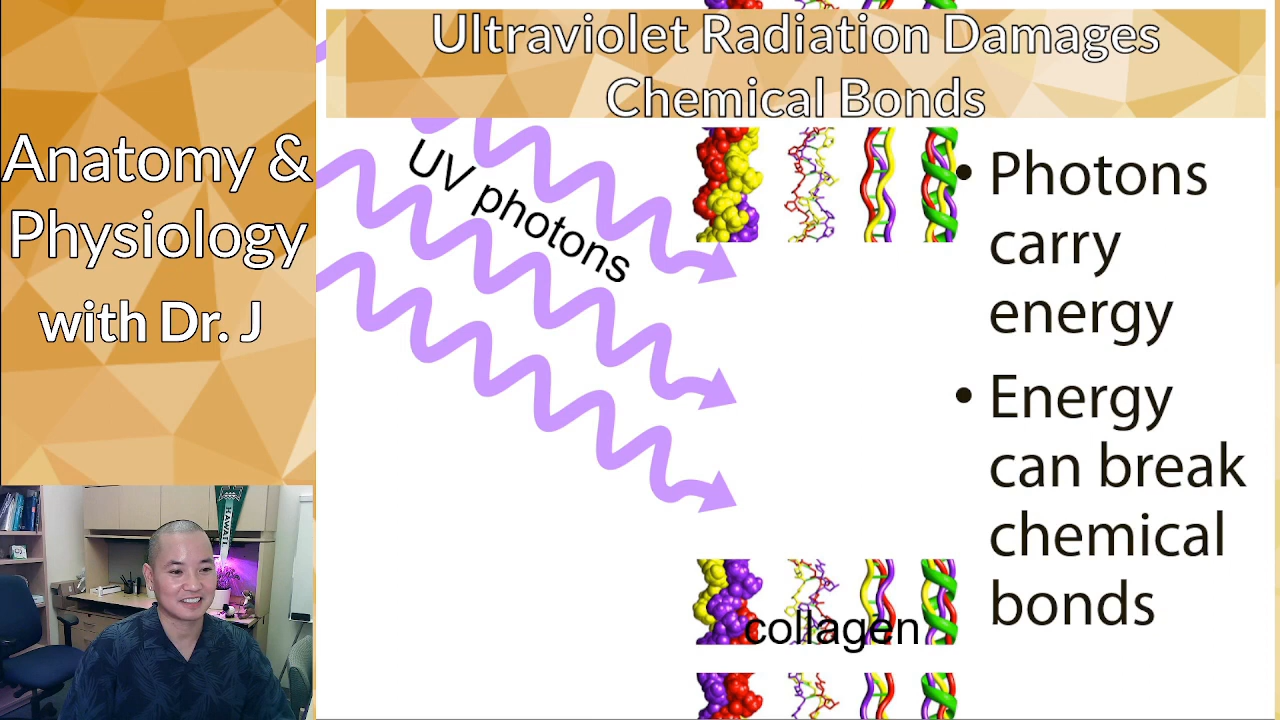 Anatomy &
Physiology
with Dr. J
Ultraviolet Radiation Damages
Chemical Bonds
UV photons
• Photons
carry
energy
• Energy
can break
chemical
bonds
collagen
HAWAII